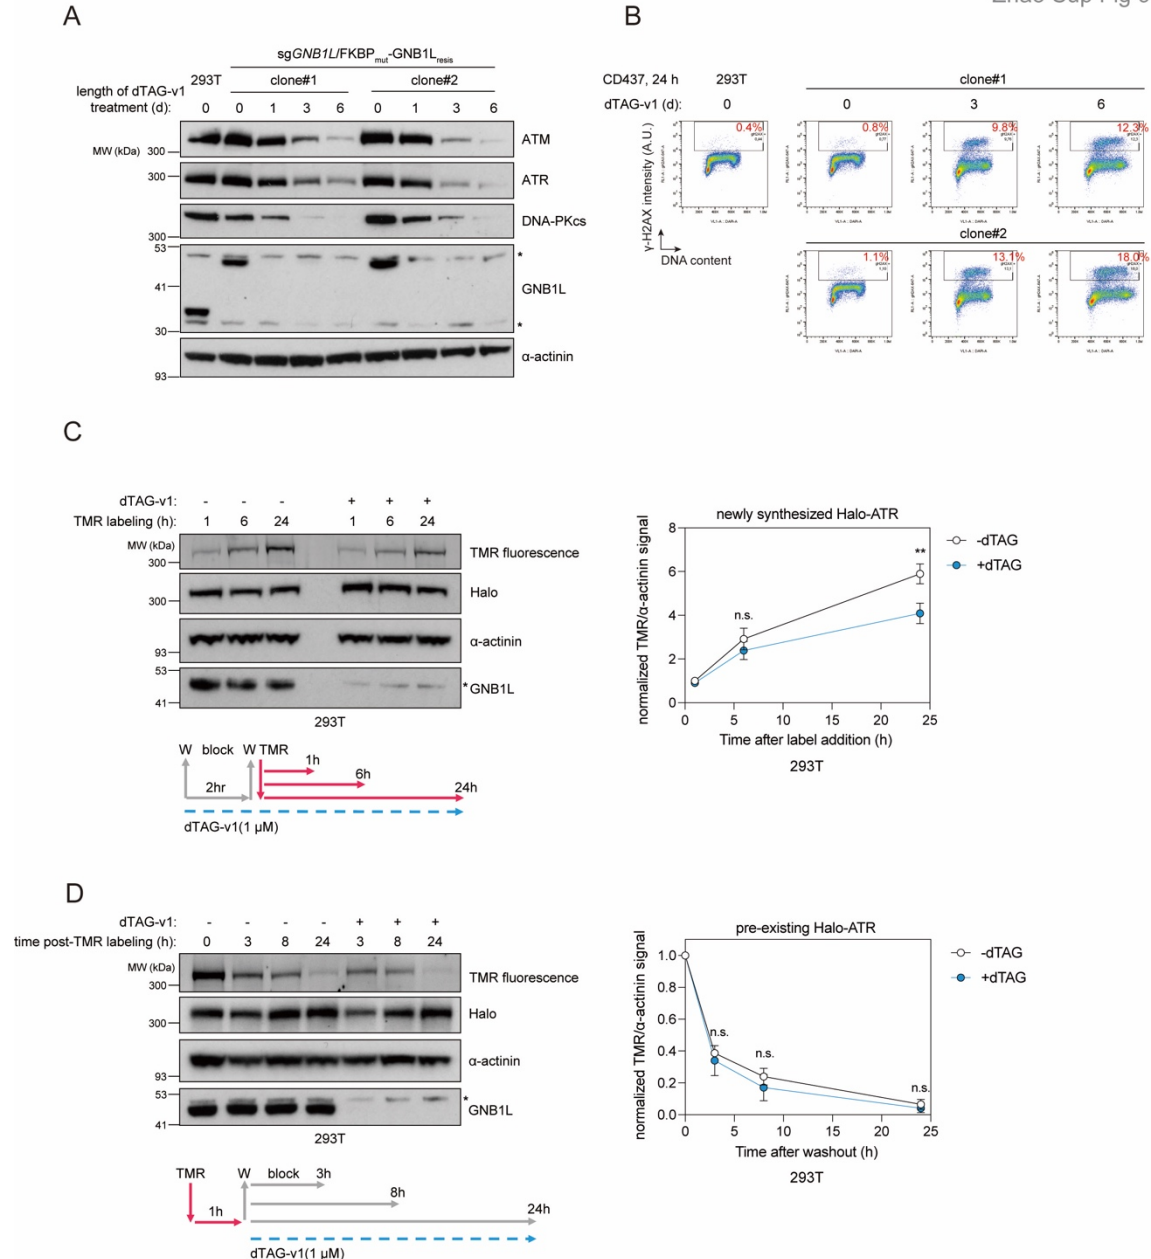 Zhao Sup Fig
A
B
sgGNB1L/FKBPmut-GNB1Lresis
293T clone#1 clone#2
length of dTAG-v1
treatment (d): 0 0 1 3 6 0 1 3 6
MW (kDa)
300
ATM
300
ATR
300
DNA-PKcs
53
*
41
GNB1L
30
*
93
α-actinin
CD437, 24 h 293T clone#1
dTAG-v1 (d): 0 0 3 6
0.4% 0.8% 9.8% 12.3%
γ-H2AX intensity (A.U.)
DNA content
clone#2
1.1% 13.1% 18.0%
C
dTAG-v1: - - - + + +
TMR labeling (h): 1 6 24 1 6 24
MW (kDa)
300
TMR fluorescence
300
Halo
93
α-actinin
53
* GNB1L
41
293T
W block W TMR
1h
6h
2hr
24h
dTAG-v1(1 μM)
newly synthesized Halo-ATR
normalized TMR/α-actinin signal
8
6
4
2
0
n.s.
**
-dTAG
+dTAG
0 5 10 15 20 25
Time after label addition (h)
293T
D
dTAG-v1: - - - - + + +
time post-TMR labeling (h): 0 3 8 24 3 8 24
MW (kDa)
300
TMR fluorescence
300
Halo
93
α-actinin
53
*
GNB1L
41
293T
TMR W block 3h
8h
1h
24h
dTAG-v1(1 μM)
pre-existing Halo-ATR
normalized TMR/α-actinin signal
1.0
0.8
0.6
0.4
0.2
0.0
n.s.
n.s.
n.s.
-dTAG
+dTAG
0 5 10 15 20 25
Time after washout (h)
293T